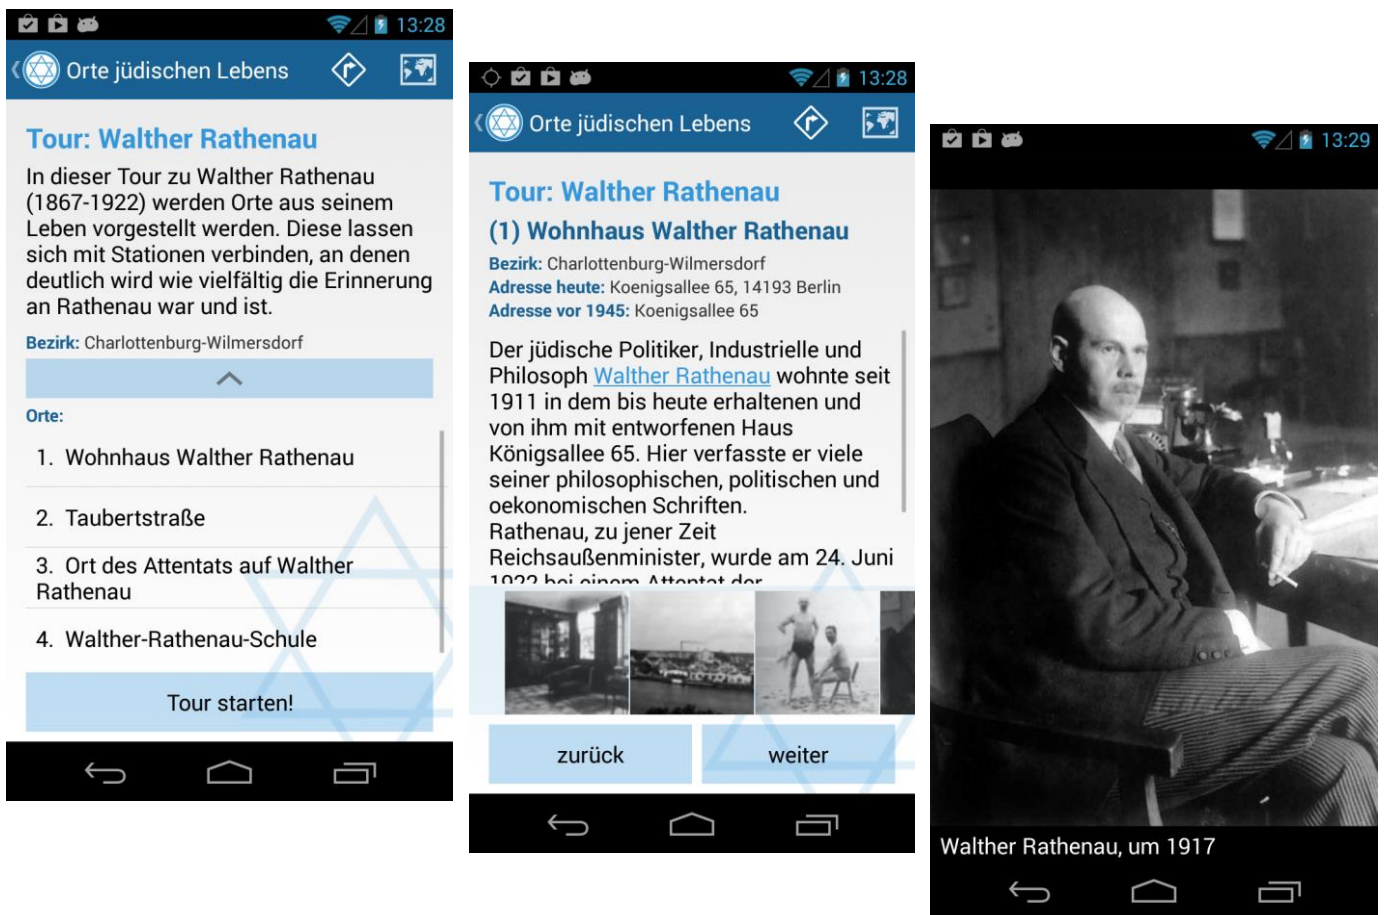 13:28
Orte jüdischen Lebens
Tour: Walther Rathenau
In dieser Tour zu Walther Rathenau
(1867-1922) werden Orte aus seinem
Leben vorgestellt werden. Diese lassen
sich mit Stationen verbinden, an denen
deutlich wird wie vielfältig die Erinnerung
an Rathenau war und ist.
Bezirk: Charlottenburg-Wilmersdorf
Orte:
1. Wohnhaus Walther Rathenau
2. Taubertstraße
3. Ort des Attentats auf Walther
Rathenau
4. Walther-Rathenau-Schule
Tour starten!
13:28
Orte jüdischen Lebens
Tour: Walther Rathenau
(1) Wohnhaus Walther Rathenau
Bezirk: Charlottenburg-Wilmersdorf
Adresse heute: Koenigsallee 65, 14193 Berlin
Adresse vor 1945: Koenigsallee 65
Der jüdische Politiker, Industrielle und
Philosoph Walther Rathenau wohnte seit
1911 in dem bis heute erhaltenen und
von ihm mit entworfenen Haus
Königsallee 65. Hier verfasste er viele
seiner philosophischen, politischen und
oekonomischen Schriften.
Rathenau, zu jener Zeit
Reichsaußenminister, wurde am 24. Juni
1922 bei einem Attentat der
zurück
weiter
13:29
Walther Rathenau, um 1917